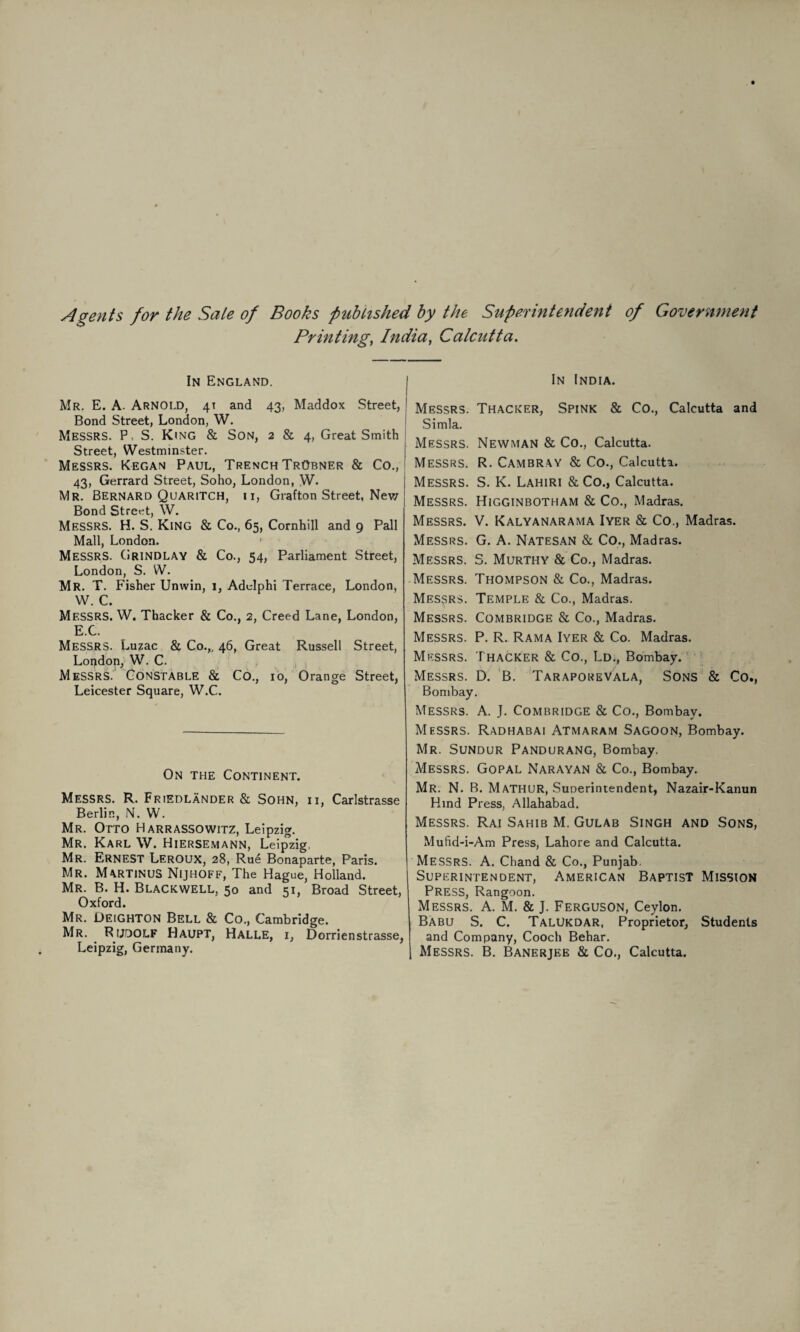 Agents for the Sale of Books published by the Superintendent of Government
Printing, India, Calcutta.
In England.
Mr. E. A. Arnold, 41 and 43, Maddox Street,
Bond Street, London, W.
Messrs. P. S. King & Son, 2 & 4, Great Smith
Street, Westminster.
Messrs. Kegan Paul, Trench Trübner & Co.,
43, Gerrard Street, Soho, London, W.
Mr. Bernard Quaritch, 11, Grafton Street, New
Bond Street, W.
Messrs. H. S. King & Co., 65, Cornhill and 9 Pall
Mall, London.
Messrs. Grindlay & Co., 54, Parliament Street,
London, S. W.
Mr. T. Fisher Unwin, 1, Adelphi Terrace, London,
W. C.
Messrs. W. Thacker & Co., 2, Creed Lane, London,
E.C.
Messrs. Luzac & Co., 46, Great Russell Street,
London, W. C.
Messrs. Constable & Co., 10, Orange Street,
Leicester Square, W.C.
On the Continent.
Messrs. R. Friedländer & Sohn, 11, Carlstrasse
Berlin, N. W.
Mr. Otto Harrassowitz, Leipzig.
Mr. Karl W. Hiersemann, Leipzig.
Mr. Ernest Leroux, 28, Rué Bonaparte, Paris.
Mr. Martinus Nijhoff, The Hague, Holland.
Mr. B. H. Blackwell, 50 and 51, Broad Street,
Oxford.
Mr. Deighton Bell & Co., Cambridge.
Mr. Rudolf Haupt, Halle, 1, Dorrienstrasse,
Leipzig, Germany.
In India.
Messrs. Thacker, Spink & Co., Calcutta and
Simla.
Messrs. Newman & Co., Calcutta.
Messrs. R. Cambray & Co., Calcutta.
Messrs. S. K. Lahiri & Co., Calcutta.
Messrs. Higginbotham & Co., Madras.
Messrs. V. Kalyanarama Iyer & Co., Madras.
Messrs. G. A. Natesan & Co., Madras.
Messrs. S. Murthy & Co., Madras.
Messrs. Thompson & Co., Madras.
Messrs. Temple & Co., Madras.
Messrs. Combridge & Co., Madras.
Messrs. P. R. Rama Iyer & Co. Madras.
Messrs. Thacker & Co., Ld., Bombay.
Messrs. D. B. Taraporevala, Sons & Co.,
Bombay.
Messrs. A. J. Combridge & Co., Bombay.
Messrs. Radhabai Atmaram Sagoon, Bombay.
Mr. Sundur Pandurang, Bombay.
Messrs. Gopal Narayan & Co., Bombay.
Mr. N. B. Mathur, Superintendent, Nazair-Kanun
Hind Press, Allahabad.
Messrs. Rai Sahib M. Gulab Singh and Sons,
Mufid-i-Am Press, Lahore and Calcutta.
Messrs. A. Chand & Co., Punjab.
Superintendent, American Baptist Mission
Press, Rangoon.
Messrs. A. M. & J. Ferguson, Ceylon.
Babu S. C. Talukdar, Proprietor, Students
and Company, Cooch Behar.
Messrs. B. Banerjee & Co., Calcutta.